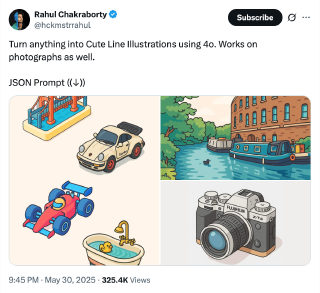 Rahul Chakraborty
@hckmstrrahul
Subscribe
Turn anything into Cute Line Illustrations using 4o. Works on
photographs as well.
JSON Prompt ((↓))
FUJIFILM
9:45 PM · May 30, 2025 · 325.4K Views